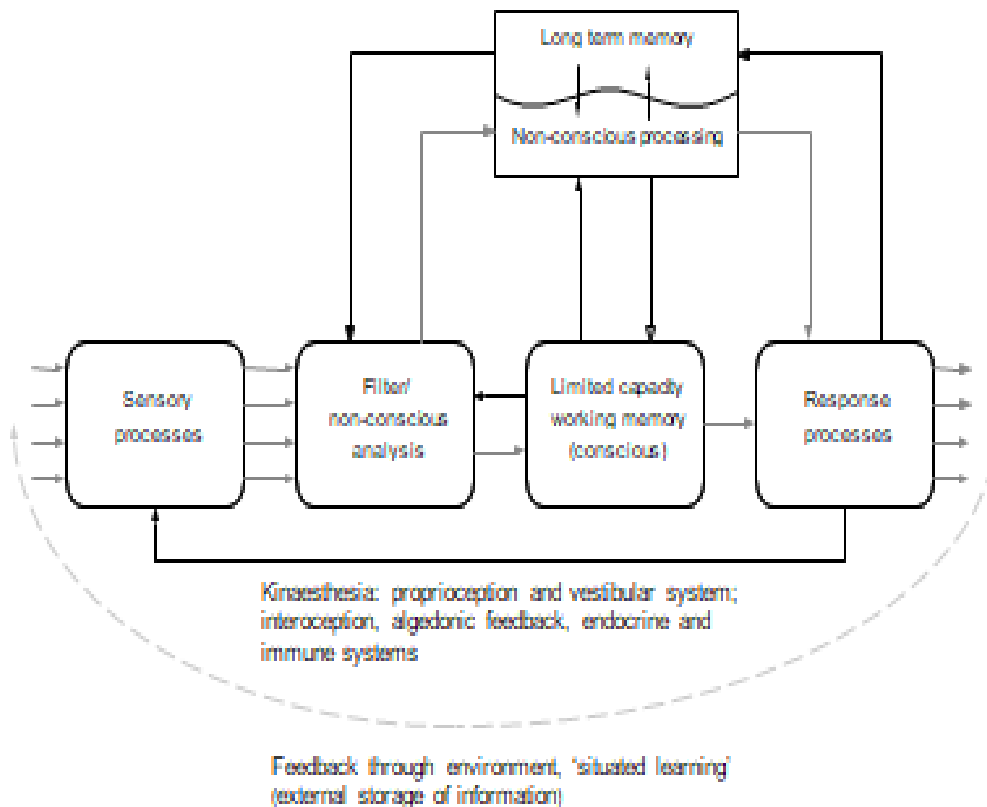 Long term memory
Non-conscious processing
Sensory
processes
Filter/
non-conscious
analysis
Limited capacity
working memory
(conscious)
Response
processes
Kinaesthesia: proprioception and vestibular system;
interoception, algedonic feedback, endocrine and
immune systems
Feedback through environment, 'situated learning'
(external storage of information)